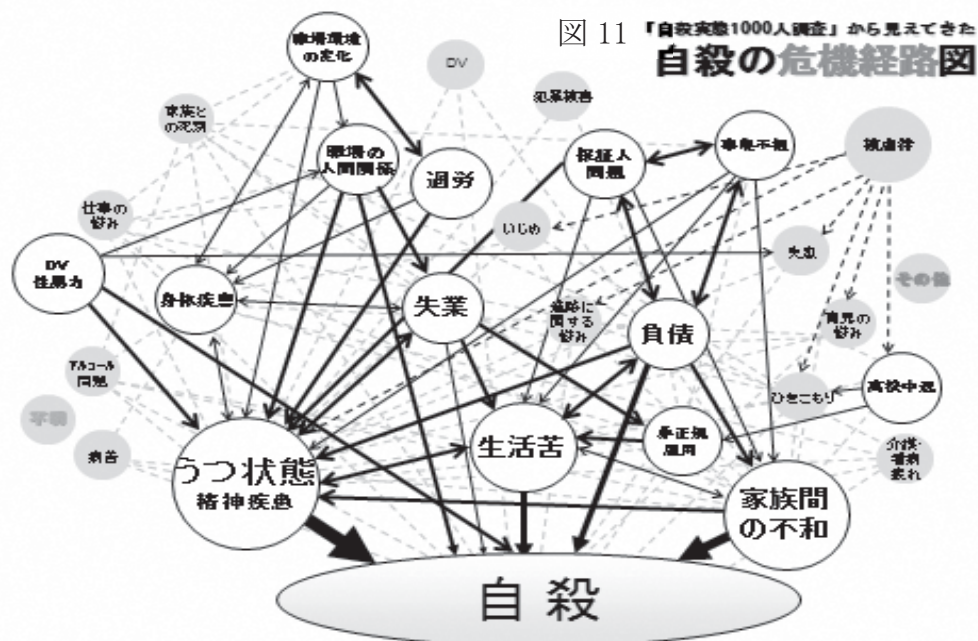 図 11
「自殺実態1000人調査」から見えてきた
自殺の危機経路図
職場環境
の変化
DV
犯罪被害
家族と
の死別
職場の
人間関係
過労
保証人
問題
事業不振
被虐待
仕事の
悩み
いじめ
失恋
DV
性暴力
身体疾患
失業
進路に
関する
悩み
負債
その他
育児の
悩み
アルコール
問題
ひきこもり
高校中退
不明
病苦
うつ状態
精神疾患
生活苦
非正規
雇用
介護・
看病
疲れ
家族間
の不和
自 殺